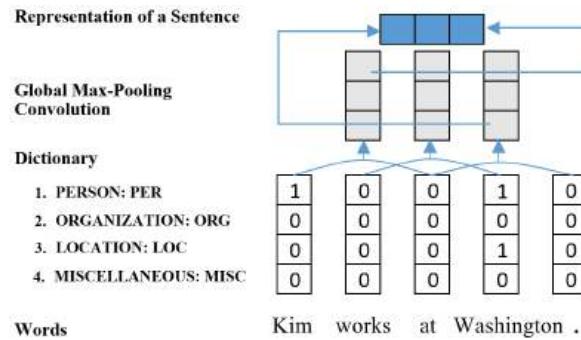 Representation of a Sentence
Global Max-Pooling
Convolution
Dictionary
1. PERSON: PER 1 0 0 1 0
2. ORGANIZATION: ORG 0 0 0 0 0
3. LOCATION: LOC 0 0 0 1 0
4. MISCELLANEOUS: MISC 0 0 0 0 0
Words Kim works at Washington .